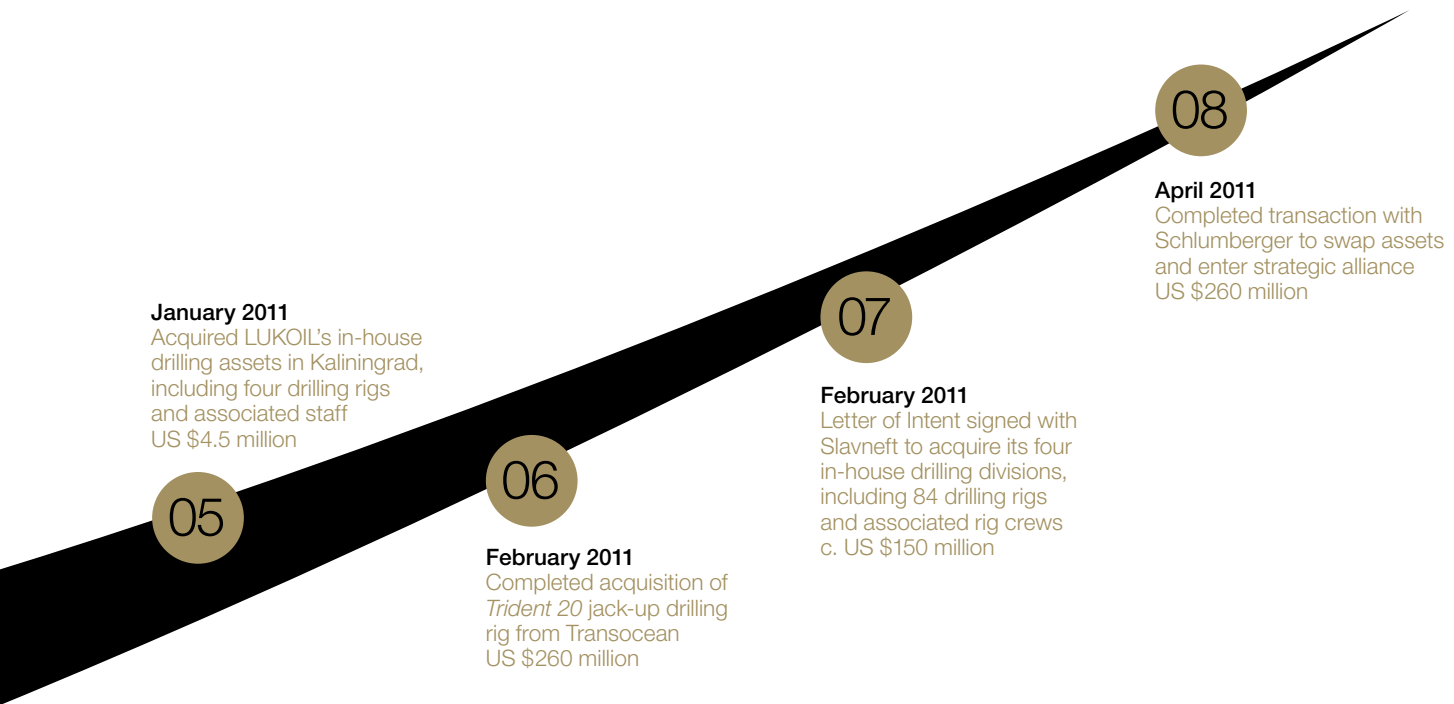 05
January 2011
Acquired LUKOIL's in-house
drilling assets in Kaliningrad,
including four drilling rigs
and associated staff
US $4.5 million
06
February 2011
Completed acquisition of
Trident 20 jack-up drilling
rig from Transocean
US $260 million
07
February 2011
Letter of Intent signed with
Slavneft to acquire its four
in-house drilling divisions,
including 84 drilling rigs
and associated rig crews
c. US $150 million
08
April 2011
Completed transaction with
Schlumberger to swap assets
and enter strategic alliance
US $260 million